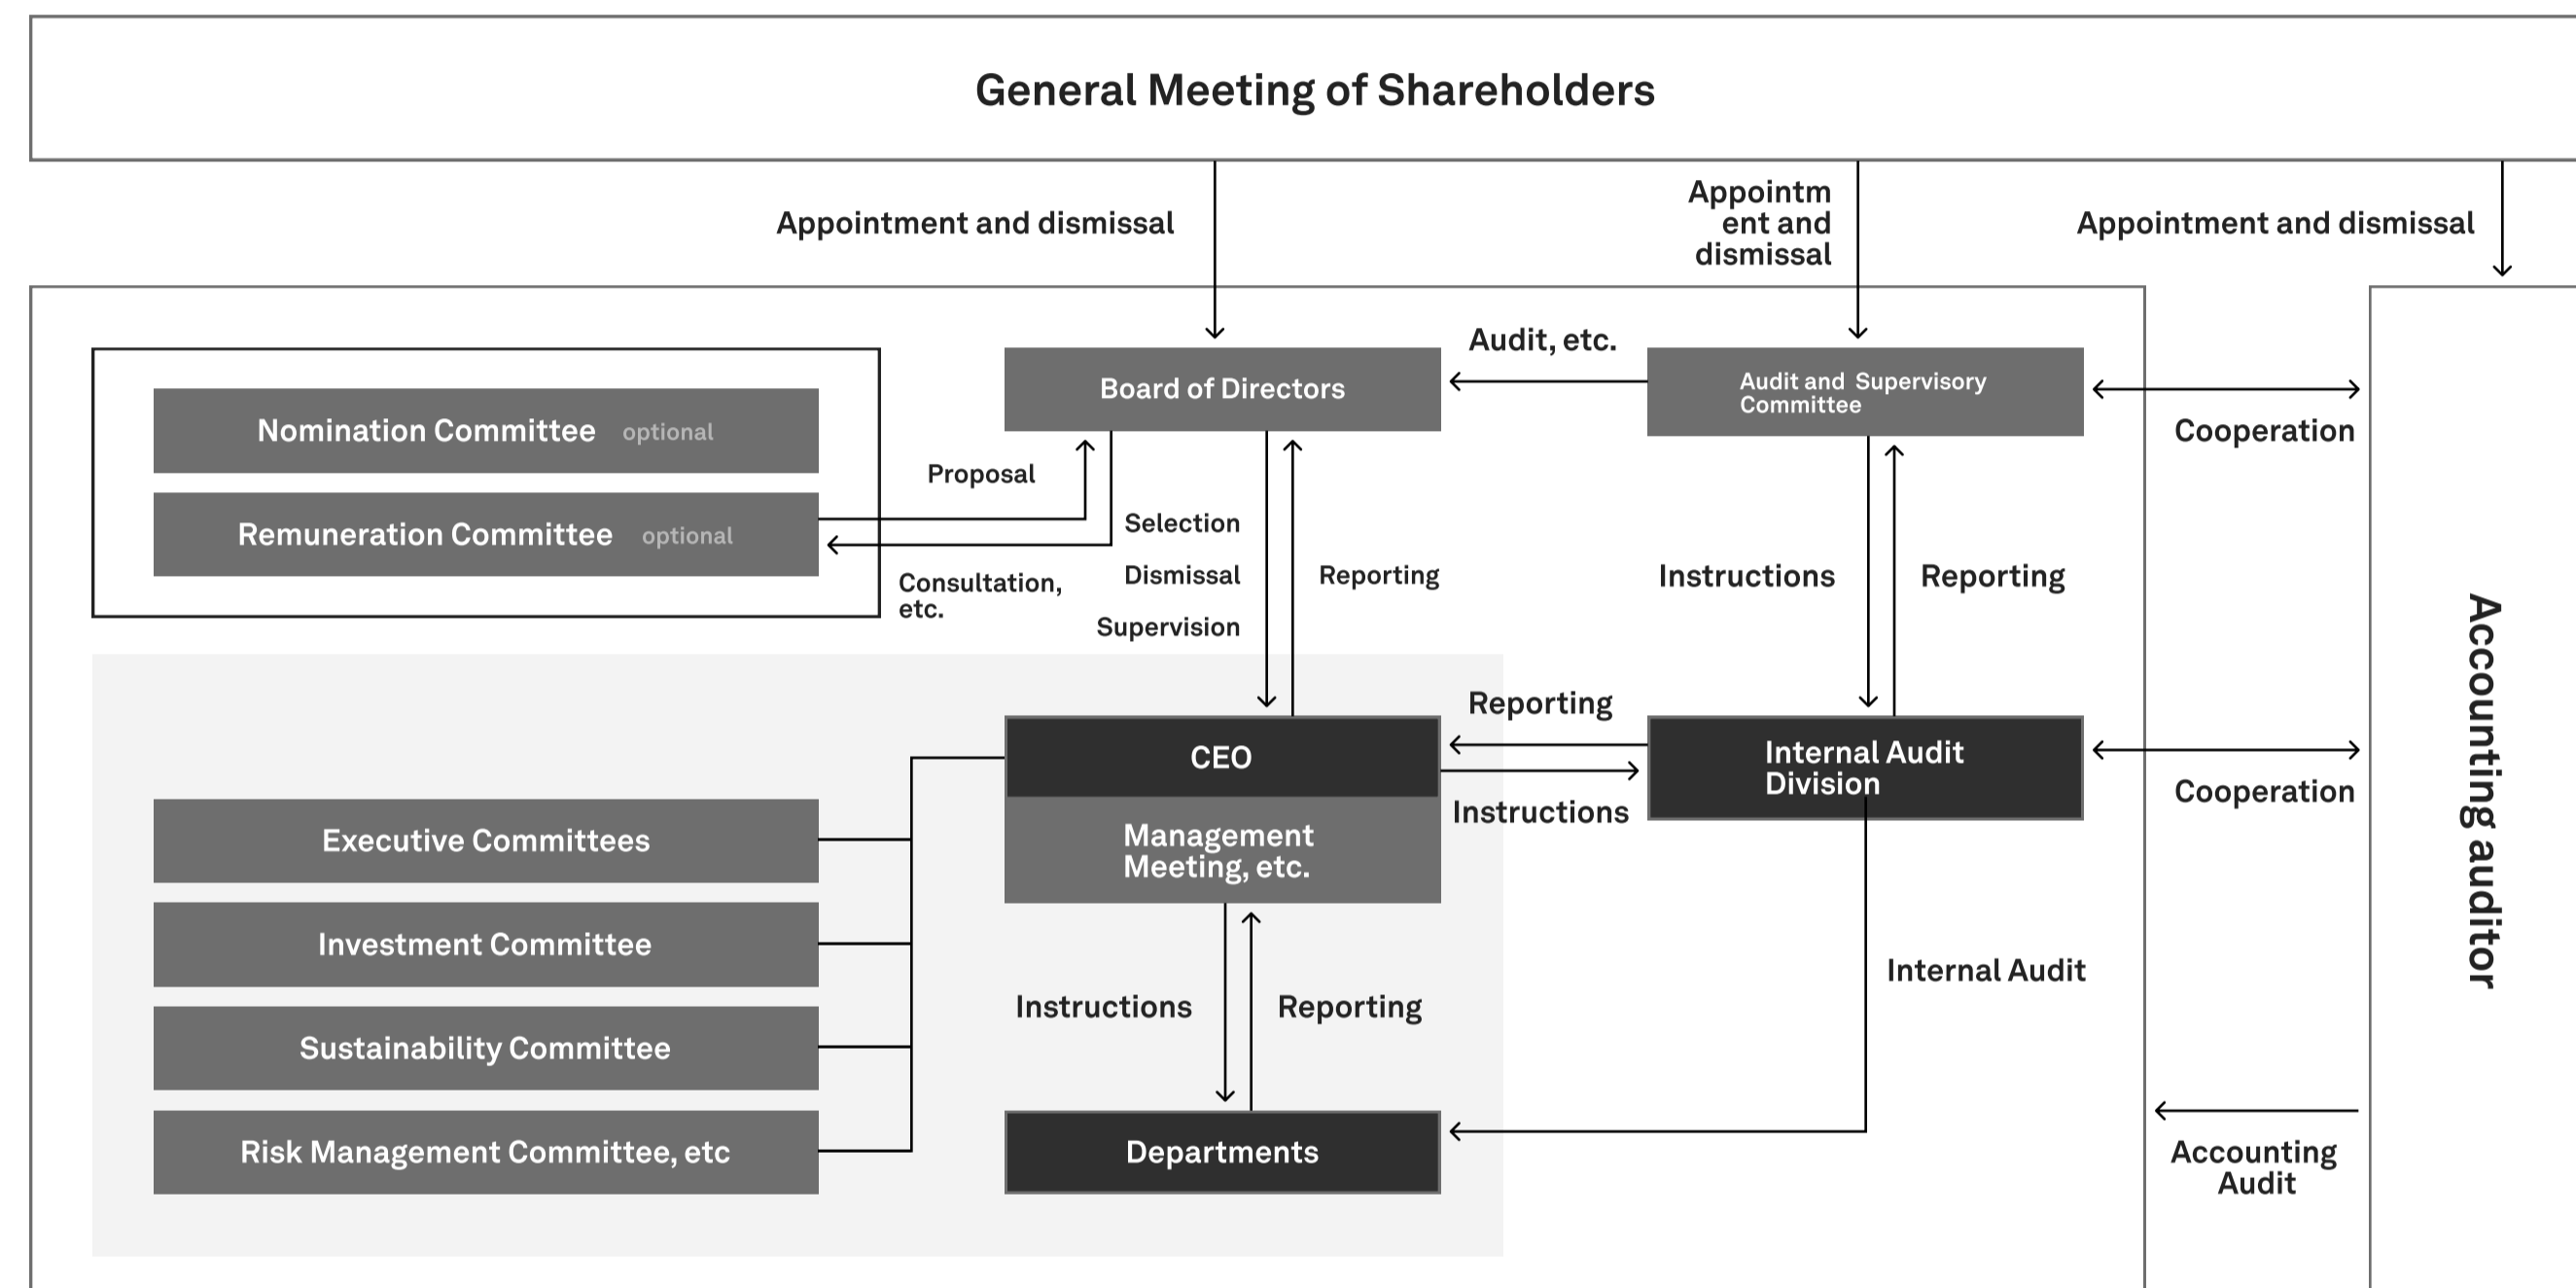 General Meeting of Shareholders
Appointment and dismissal
Appointm
ent and
dismissal
Appointment and dismissal
Nomination Committee optional
Remuneration Committee optional
Board of Directors
Audit, etc.
Audit and Supervisory
Committee
Cooperation
Proposal
Consultation,
etc.
Selection
Dismissal
Supervision
Reporting
Instructions
Reporting
Reporting
Instructions
CEO
Management
Meeting, etc.
Internal Audit
Division
Cooperation
Executive Committees
Investment Committee
Sustainability Committee
Risk Management Committee, etc
Instructions
Reporting
Internal Audit
Departments
Accounting
Audit
Accounting auditor